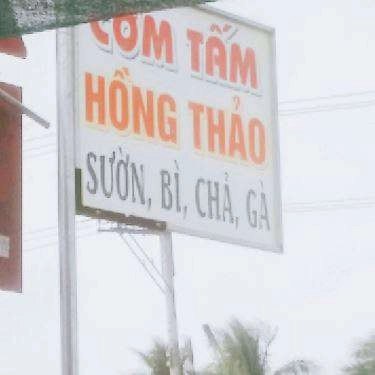 CƠM TẤM
HỒNG THẢO
SƯỜN, BÌ, CHẢ, GÀ